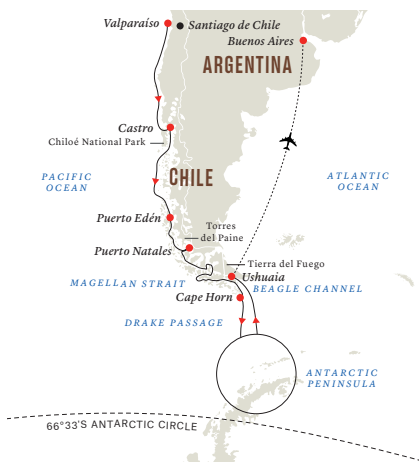 Valparaíso
Santiago de Chile
Buenos Aires
ARGENTINA
Castro
Chiloé National Park
CHILE
PACIFIC
OCEAN
ATLANTIC
OCEAN
Puerto Edén
Torres
del Paine
Puerto Natales
Tierra del Fuego
Ushuaia
MAGELLAN STRAIT
BEAGLE CHANNEL
Cape Horn
DRAKE PASSAGE
ANTARCTIC
PENINSULA
66°33'S ANTARCTIC CIRCLE